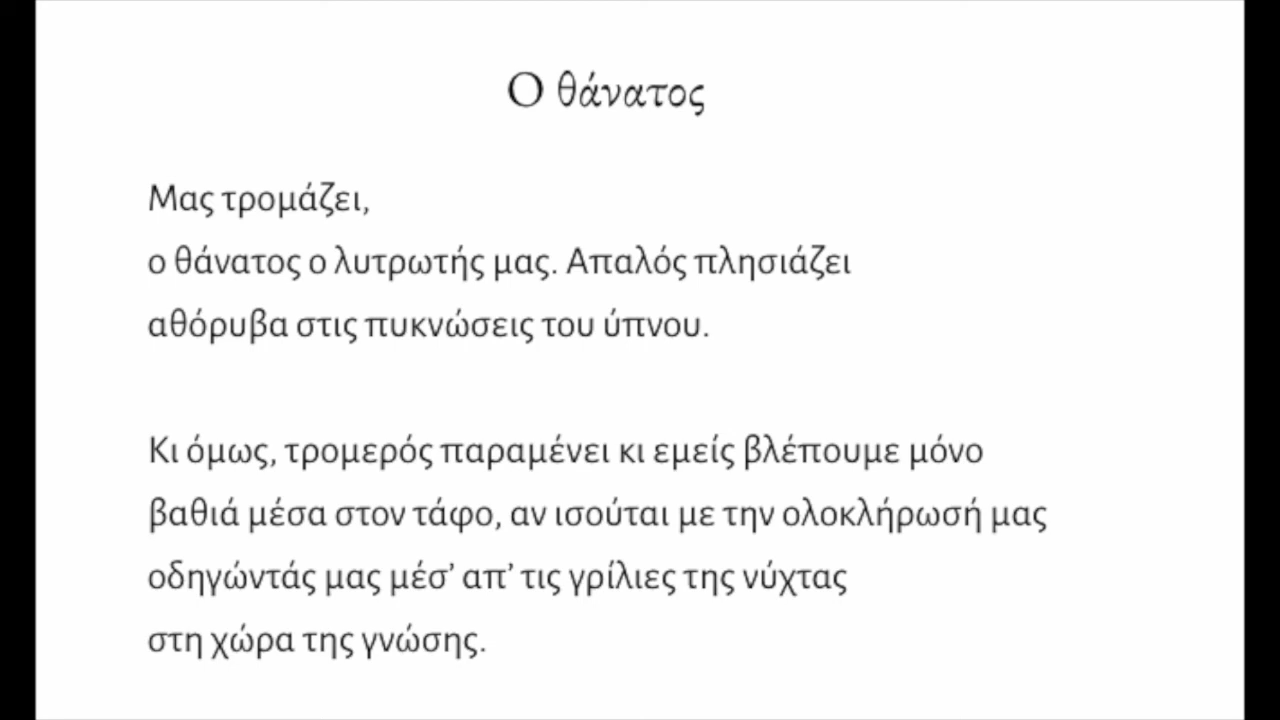 Ο θάνατος
Μας τρομάζει,
ο θάνατος ο λυτρωτής μας. Απαλός πλησιάζει
αθόρυβα στις πυκνώσεις του ύπνου.
Κι όμως, τρομερός παραμένει κι εμείς βλέπουμε μόνο
βαθιά μέσα στον τάφο, αν ισούται με την ολοκλήρωσή μας
οδηγώντάς μας μέσ’ απ’ τις γρίλιες της νύχτας
στη χώρα της γνώσης.